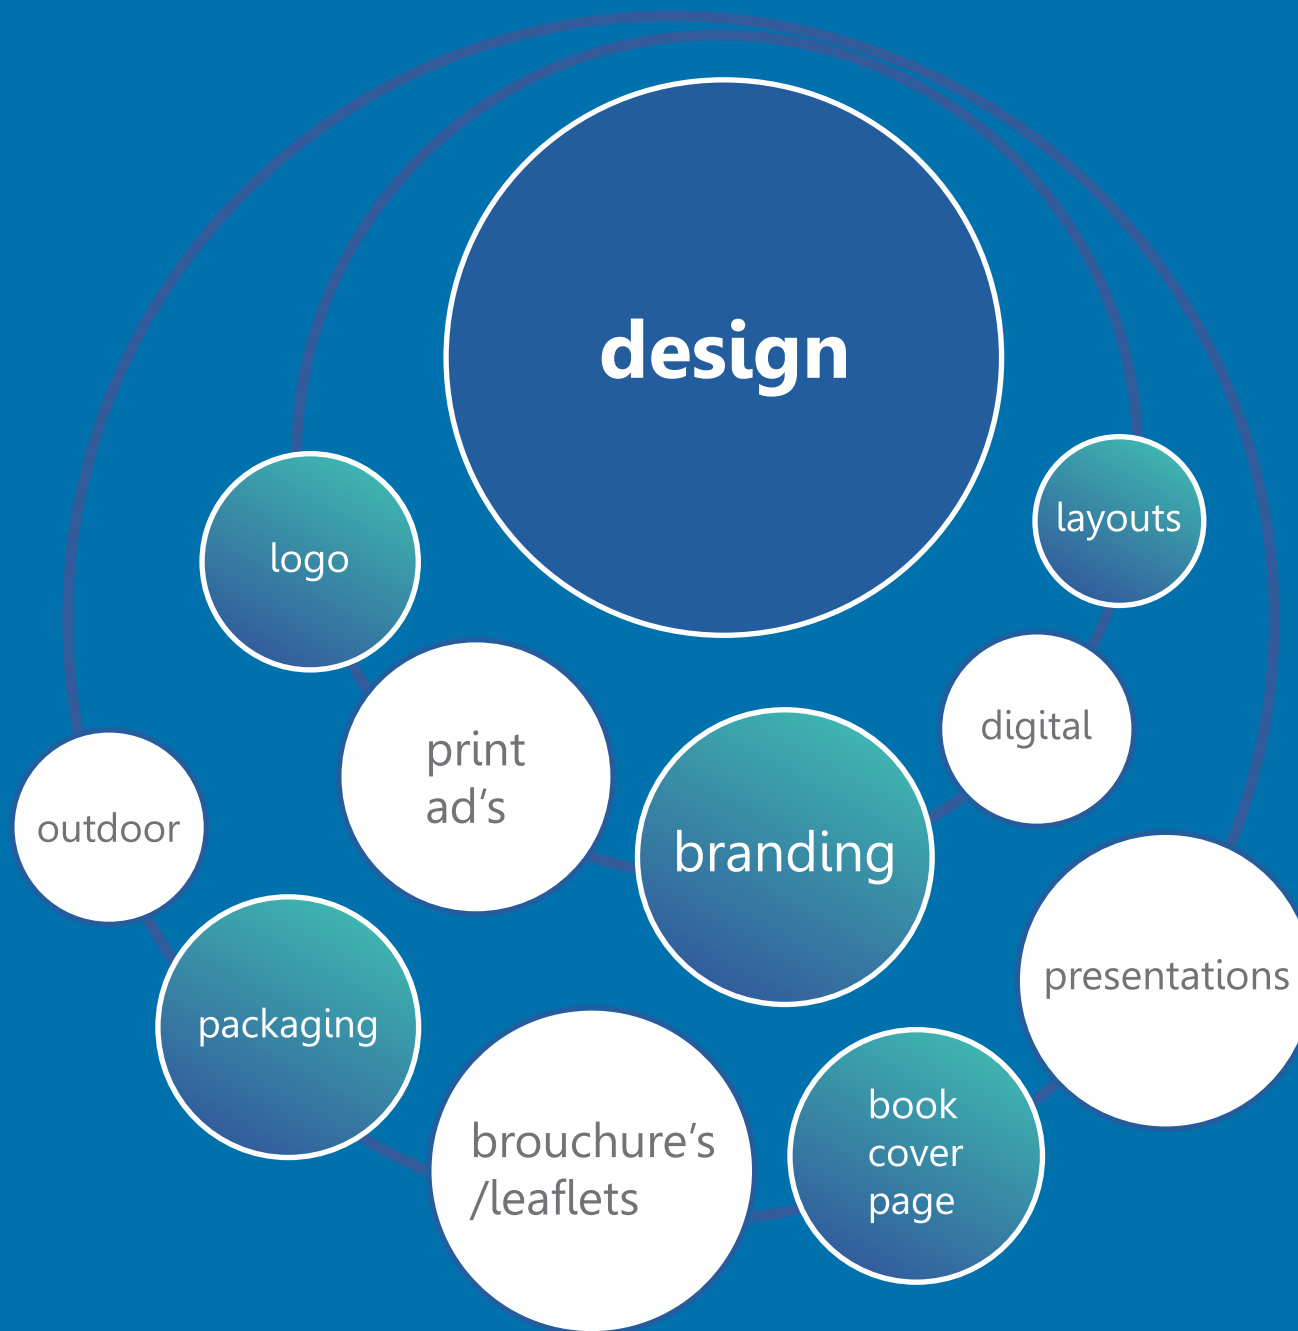 design
logo
layouts
print
ad’s
digital
branding
outdoor
packaging
presentations
brouchure’s
/leaflets
book
cover
page